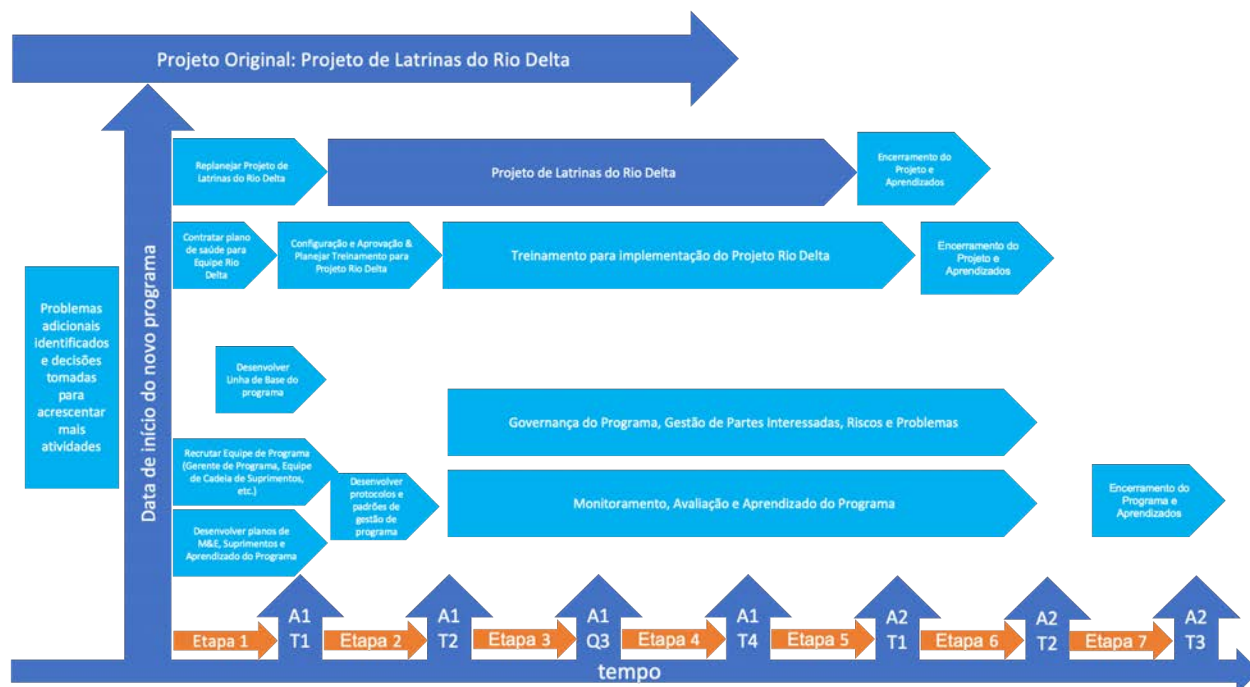 Projeto Original: Projeto de Latrinas do Rio Delta
Replanejar Projeto de
Latrinas do Rio Delta
Projeto de Latrinas do Rio Delta
Encerramento do
Projeto e
Aprendizados
Contratar plano
de saúde para
Equipe Rio
Delta
Configuração e Aprovação &
Planejar Treinamento para
Projeto Rio Delta
Treinamento para implementação do Projeto Rio Delta
Encerramento do
Projeto e
Aprendizados
Problemas
adicionais
identificados
e decisões
tomadas
para
acrescentar
mais
atividades
Data de início do novo programa
Desenvolver
Linha de Base do
programa
Governança do Programa, Gestão de Partes Interessadas, Riscos e Problemas
Recrutar Equipe de Programa
(Gerente de Programa, Equipe
de Cadeia de Suprimentos,
etc.)
Desenvolver
protocolos e
padrões de
gestão de
programa
Monitoramento, Avaliação e Aprendizado do Programa
Encerramento do
Programa e
Aprendizados
Desenvolver planos de
M&E, Suprimentos e
Aprendizado do Programa
Etapa 1
A1
T1
Etapa 2
A1
T2
Etapa 3
A1
Q3
Etapa 4
A1
T4
Etapa 5
A2
T1
Etapa 6
A2
T2
Etapa 7
A2
T3
tempo